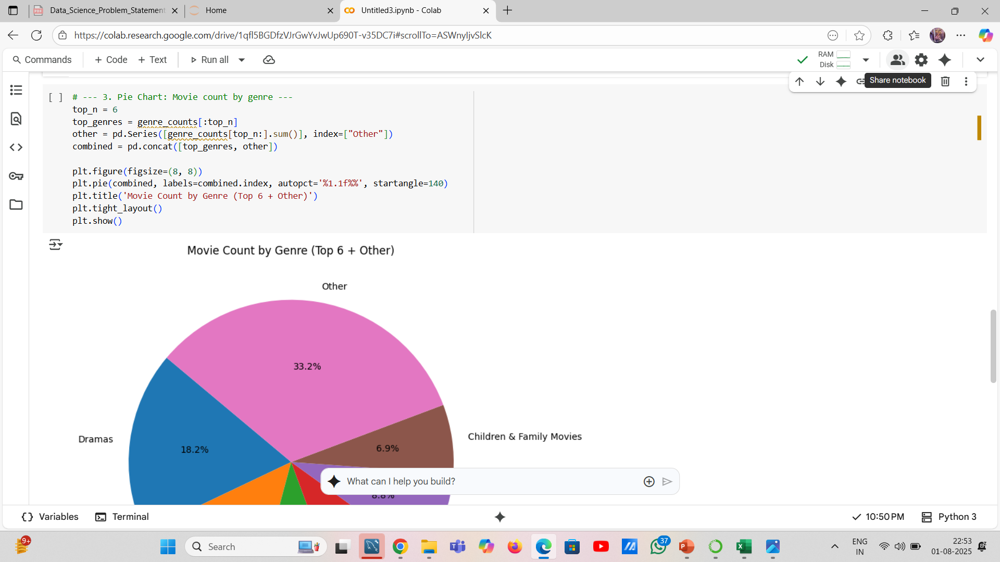 Data_Science_Problem_Statement
Home
Untitled3.ipynb - Colab
https://colab.research.google.com/drive/1qfl5BGDfzVJrGwYvJwUp690T-v35DC7i#scrollTo=ASWnyIjvSlcK
Commands
+ Code
+ Text
Run all
RAM
Disk
Share notebook
[ ]
# --- 3. Pie Chart: Movie count by genre ---
top_n = 6
top_genres = genre_counts[:top_n]
other = pd.Series([genre_counts[top_n:].sum()], index=["Other"])
combined = pd.concat([top_genres, other])
plt.figure(figsize=(8, 8))
plt.pie(combined, labels=combined.index, autopct='%1.1f%%', startangle=140)
plt.title('Movie Count by Genre (Top 6 + Other)')
plt.tight_layout()
plt.show()
Movie Count by Genre (Top 6 + Other)
Other
33.2%
Dramas
18.2%
Children & Family Movies
6.9%
What can I help you build?
8.8%
Variables
Terminal
10:50 PM
Python 3
9+
Search
37
ENG
IN
22:53
01-08-2025